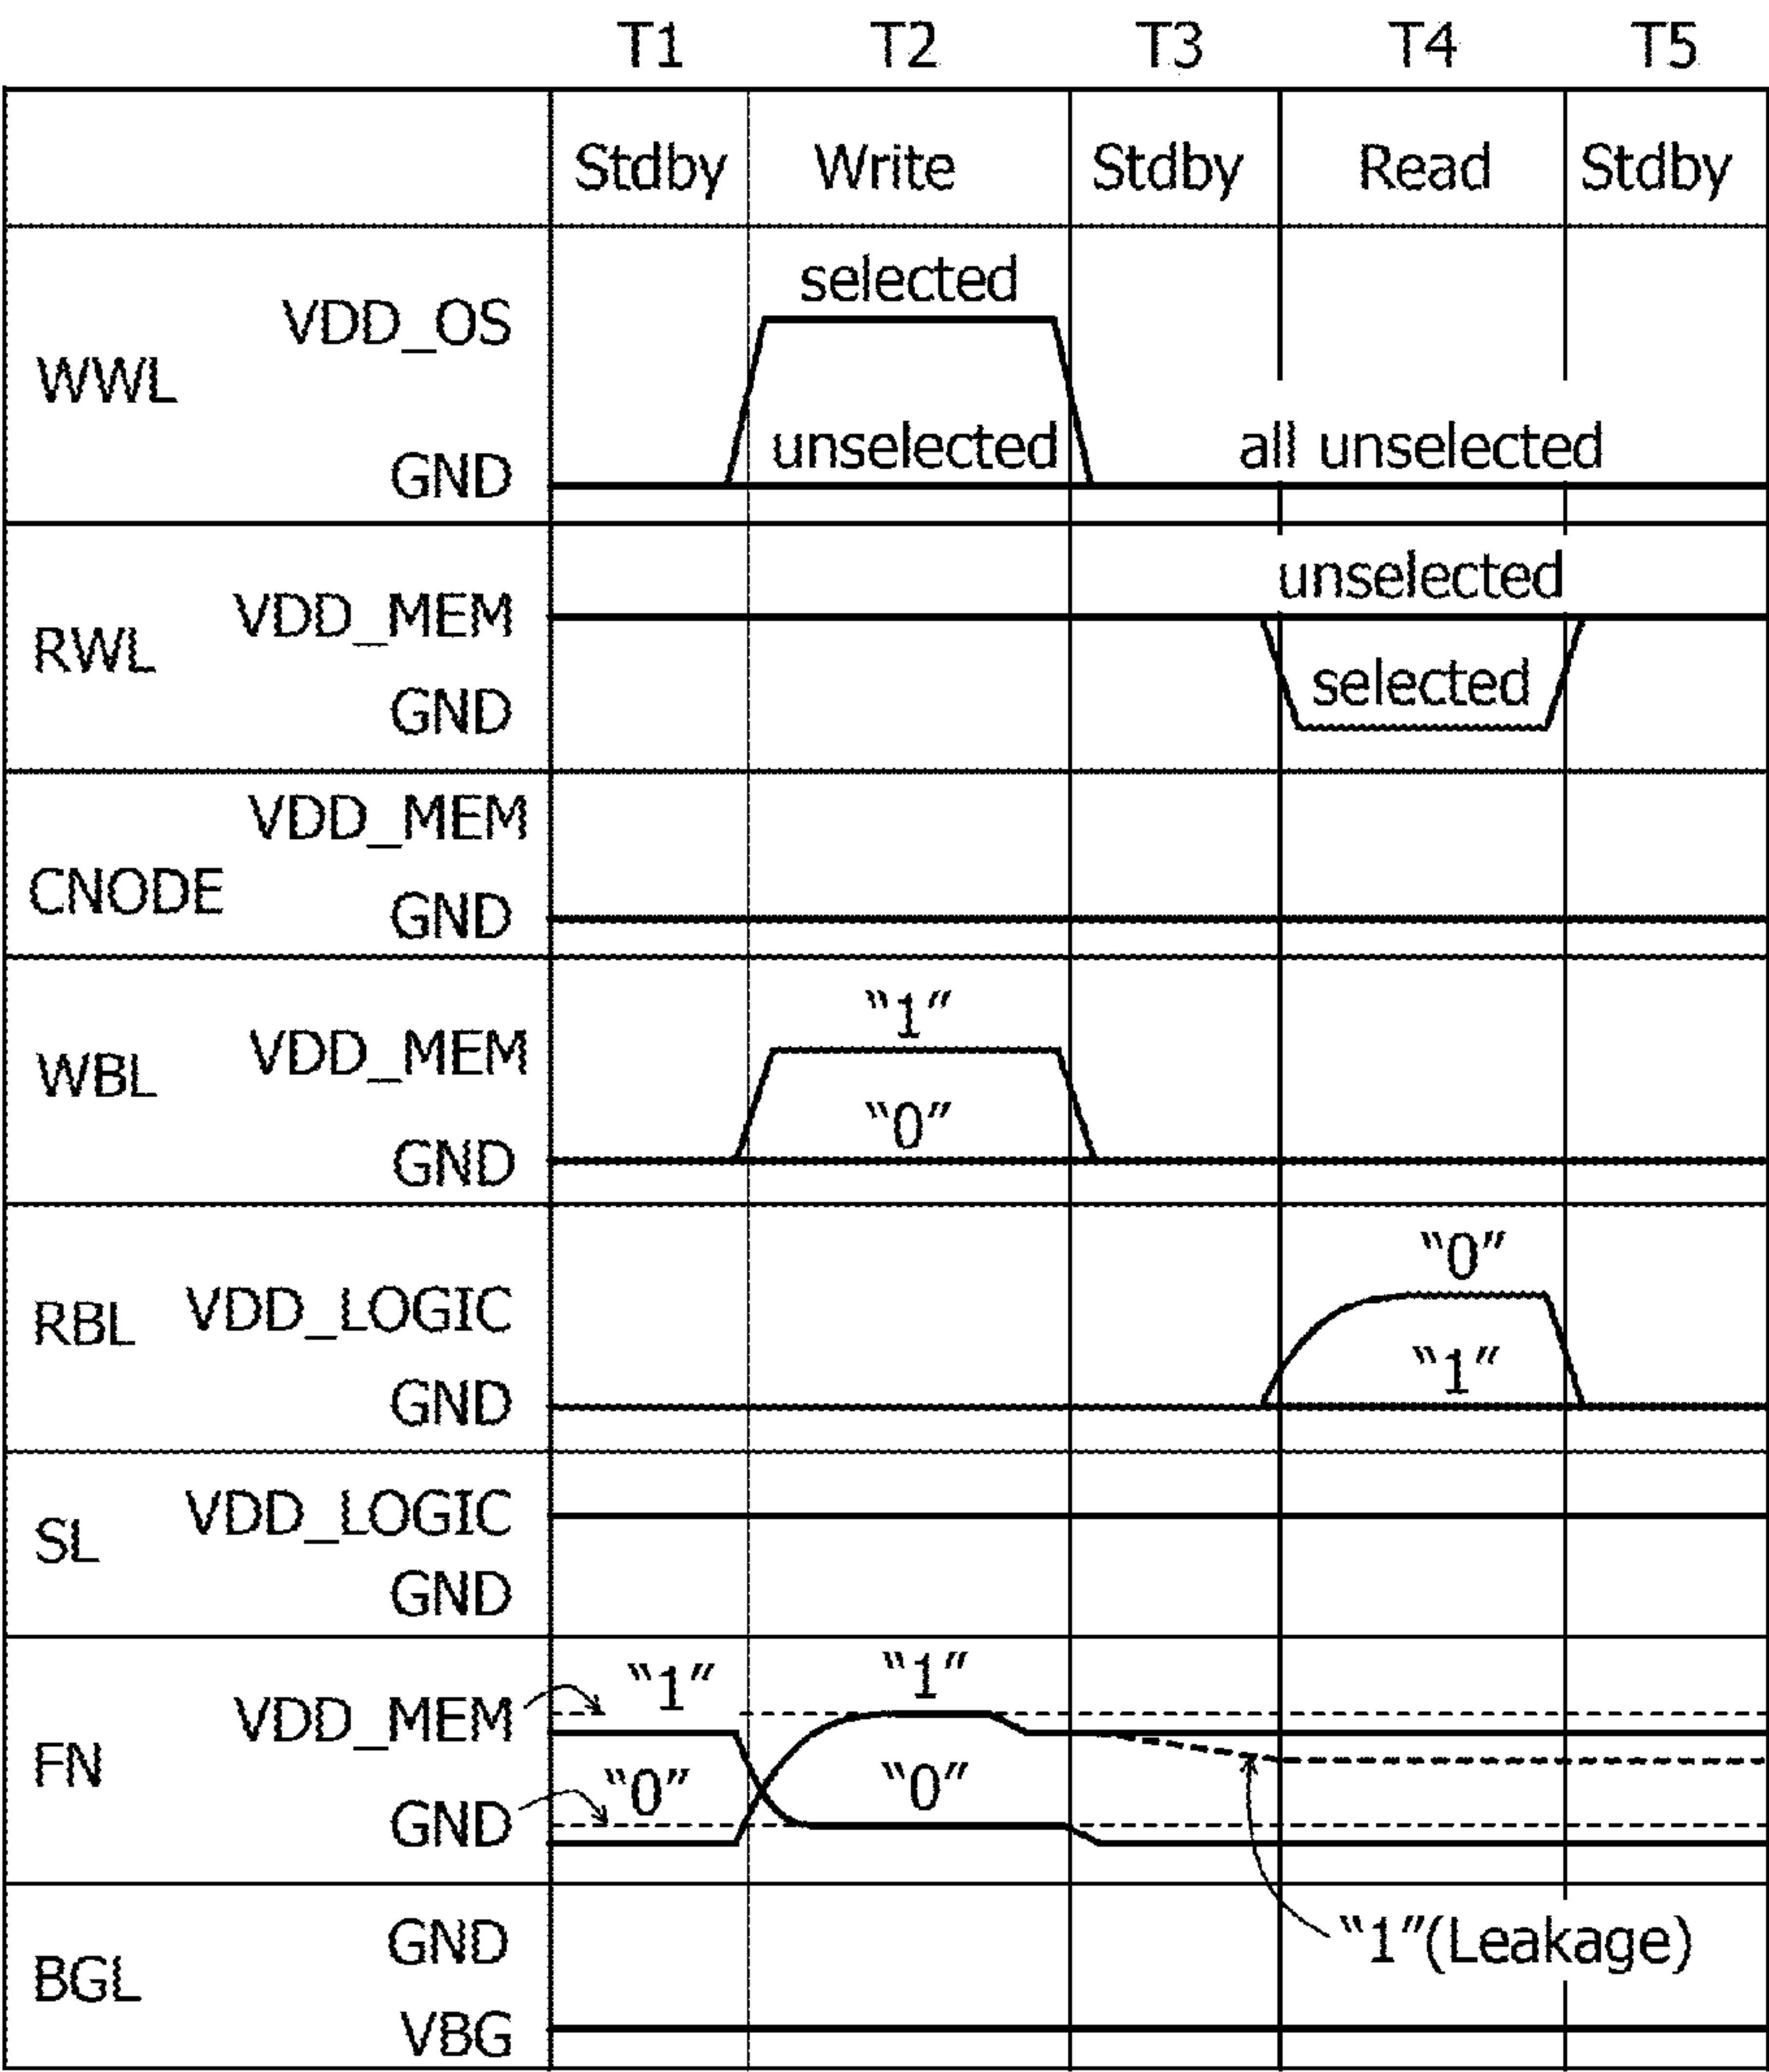 T1 T2 T3 T4 T5
Stdby Write Stdby Read Stdby
selected
VDD_OS
WWL
unselected all unselected
GND
unselected
VDD_MEM
RWL
selected
GND
VDD_MEM
CNODE
GND
"1"
VDD_MEM
WBL
"0"
GND
"0"
VDD_LOGIC
RBL
"1"
GND
VDD_LOGIC
SL
GND
"1" "1"
VDD_MEM
FN
"0" "0"
GND
"1"(Leakage)
GND
BGL
VBG